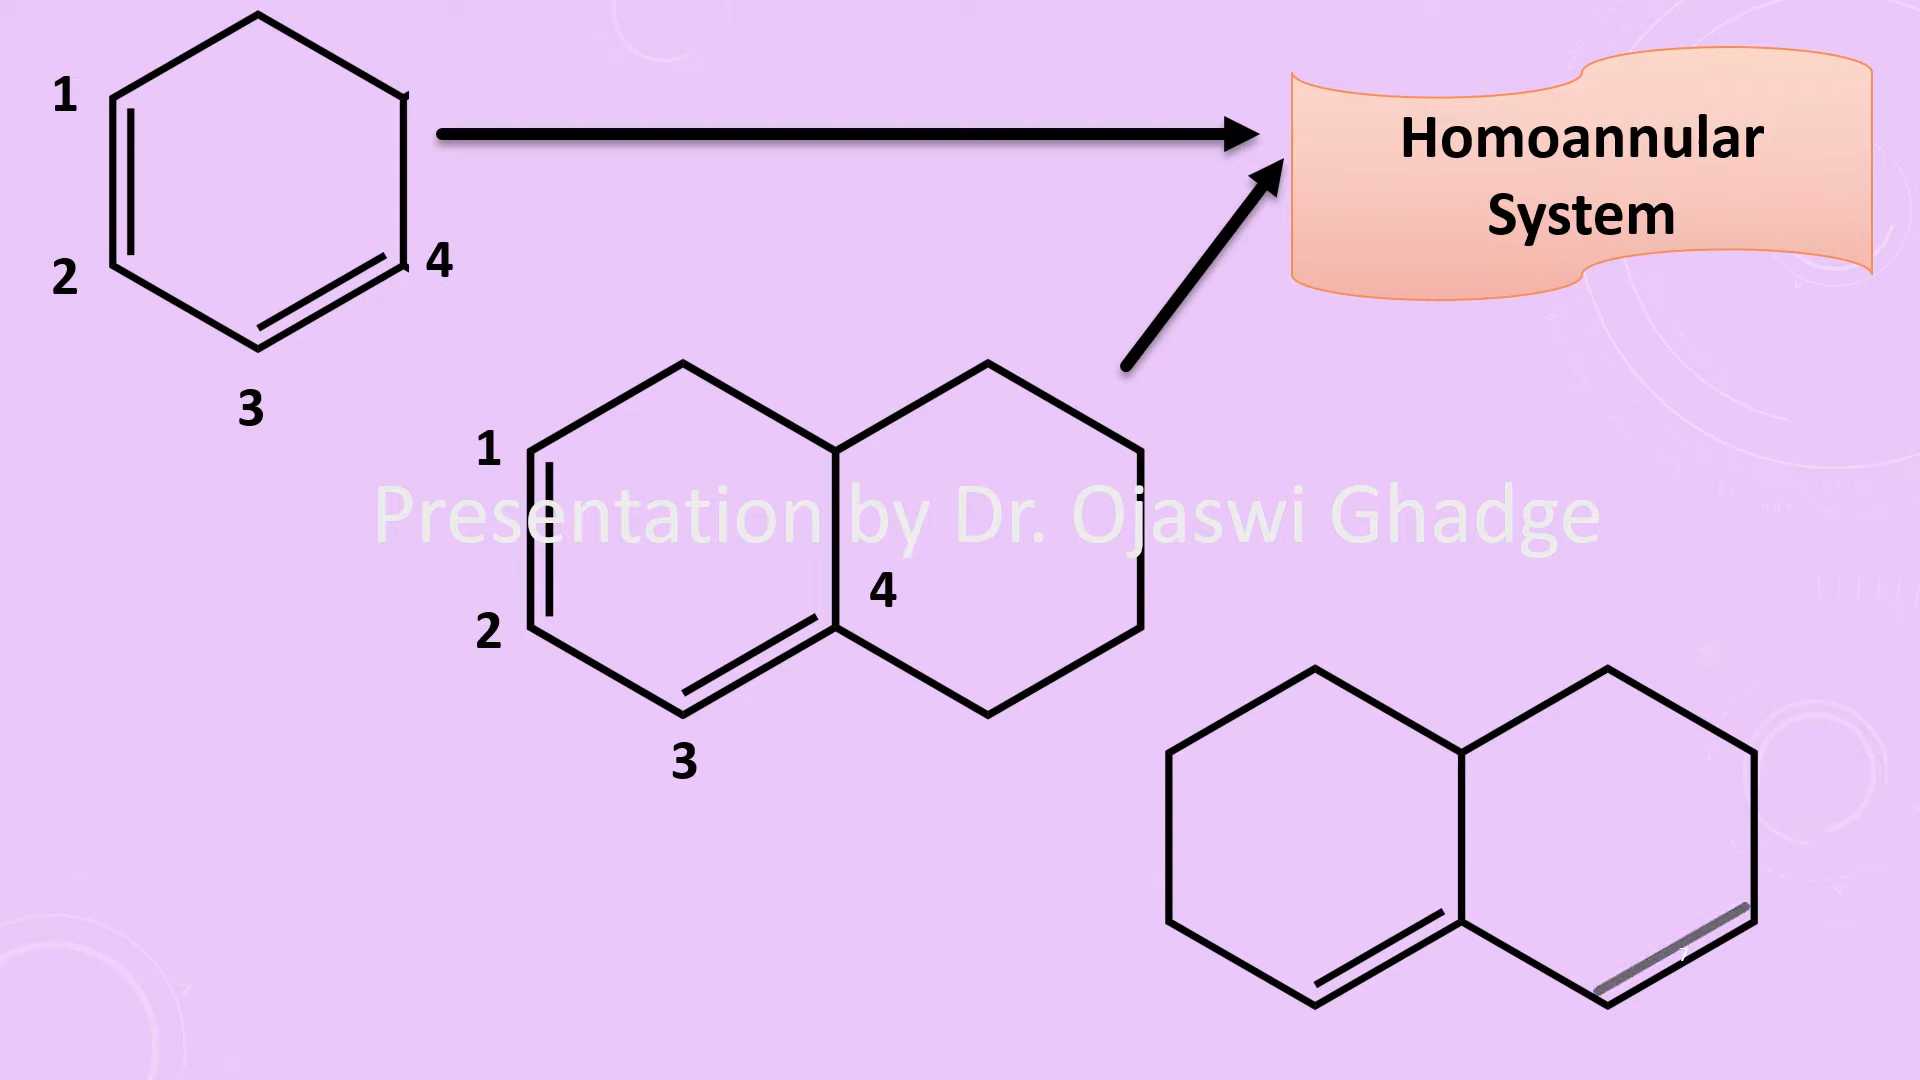 1
2
3
4
Homoannular
System
1
2
3
4
Presentation by Dr. Ojaswi Ghadge